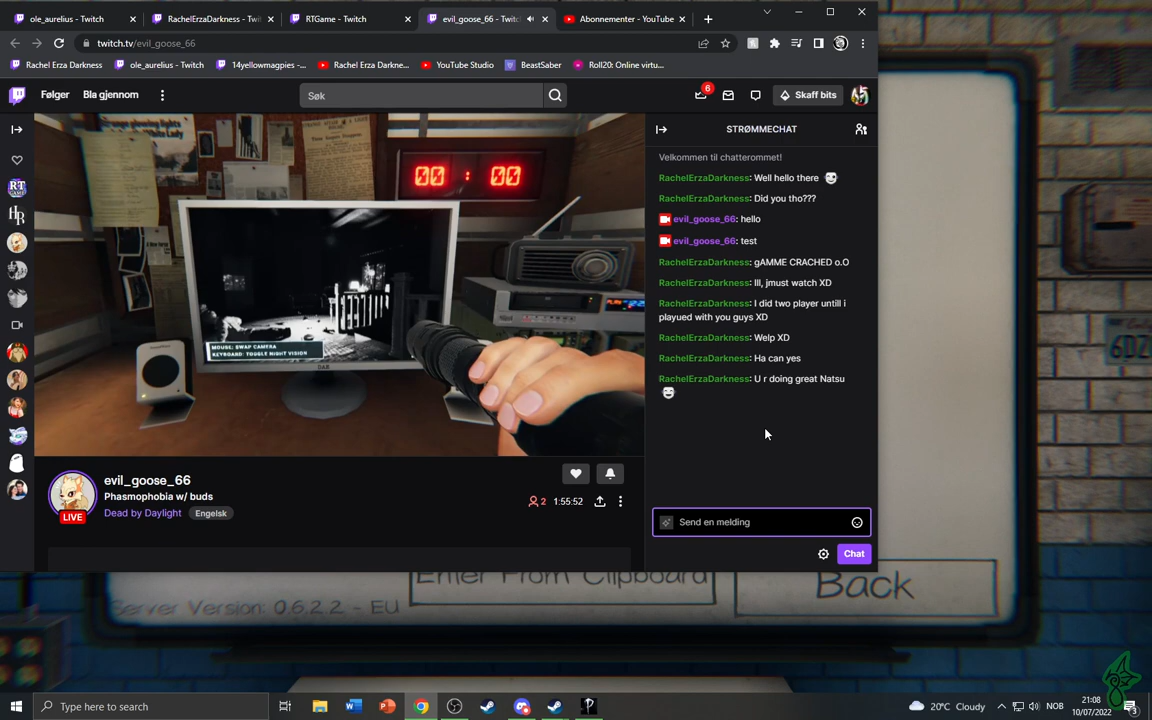 ole_aurelius - Twitch
RachelErzaDarkness - Twi
RTGame - Twitch
evil_goose_66 - Twitc
Abonnementer - YouTube
twitch.tv/evil_goose_66
Rachel Erza Darkness
ole_aurelius - Twitch
14yellowmagpies -...
Rachel Erza Darkne...
YouTube Studio
BeastSaber
Roll20: Online virtu...
Følger
Bla gjennom
Søk
6
Skaff bits
STRØMMECHAT
Velkommen til chatterommet!
RachelErzaDarkness: Well hello there
RachelErzaDarkness: Did you tho???
evil_goose_66: hello
evil_goose_66: test
RachelErzaDarkness: gAMME CRACHED o.O
RachelErzaDarkness: Ill, jmust watch XD
RachelErzaDarkness: I did two player untill i
playued with you guys XD
RachelErzaDarkness: Welp XD
RachelErzaDarkness: Ha can yes
RachelErzaDarkness: U r doing great Natsu
Send en melding
Chat
00 : 00
MOUSE: SWAP CAMERA
KEYBOARD: TOGGLE NIGHT VISION
evil_goose_66
Phasmophobia w/ buds
Dead by Daylight
Engelsk
LIVE
2
1:55:52
Enter From Clipboard
Back
Server Version: 0.6.2.2 - EU
Type here to search
20°C Cloudy
NOB
21:08
10/07/2022
3